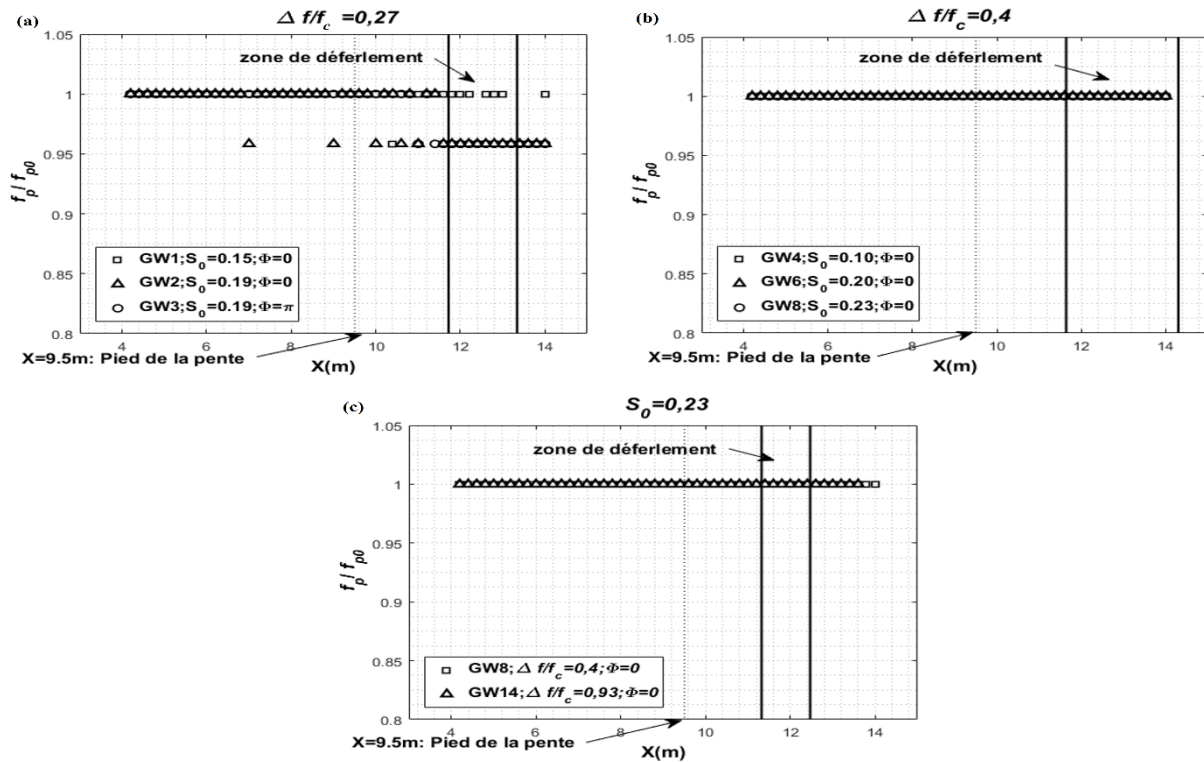 (a)
Δ f/f_c =0,27
1.05
1
0.95
0.9
0.85
0.8
f_p / f_p0
zone de déferlement
GW1;S_0=0.15;Φ=0
GW2;S_0=0.19;Φ=0
GW3;S_0=0.19;Φ=π
4 6 8 10 12 14
X=9.5m: Pied de la pente
X(m)
(b)
Δ f/f_c =0,4
1.05
1
0.95
0.9
0.85
0.8
f_p / f_p0
zone de déferlement
GW4;S_0=0.10;Φ=0
GW6;S_0=0.20;Φ=0
GW8;S_0=0.23;Φ=0
4 6 8 10 12 14
X=9.5m: Pied de la pente
X(m)
(c)
S_0=0,23
1.05
1
0.95
0.9
0.85
0.8
f_p / f_p0
zone de déferlement
GW8;Δ f/f_c=0,4;Φ=0
GW14;Δ f/f_c=0,93;Φ=0
4 6 8 10 12 14
X=9.5m: Pied de la pente
X(m)